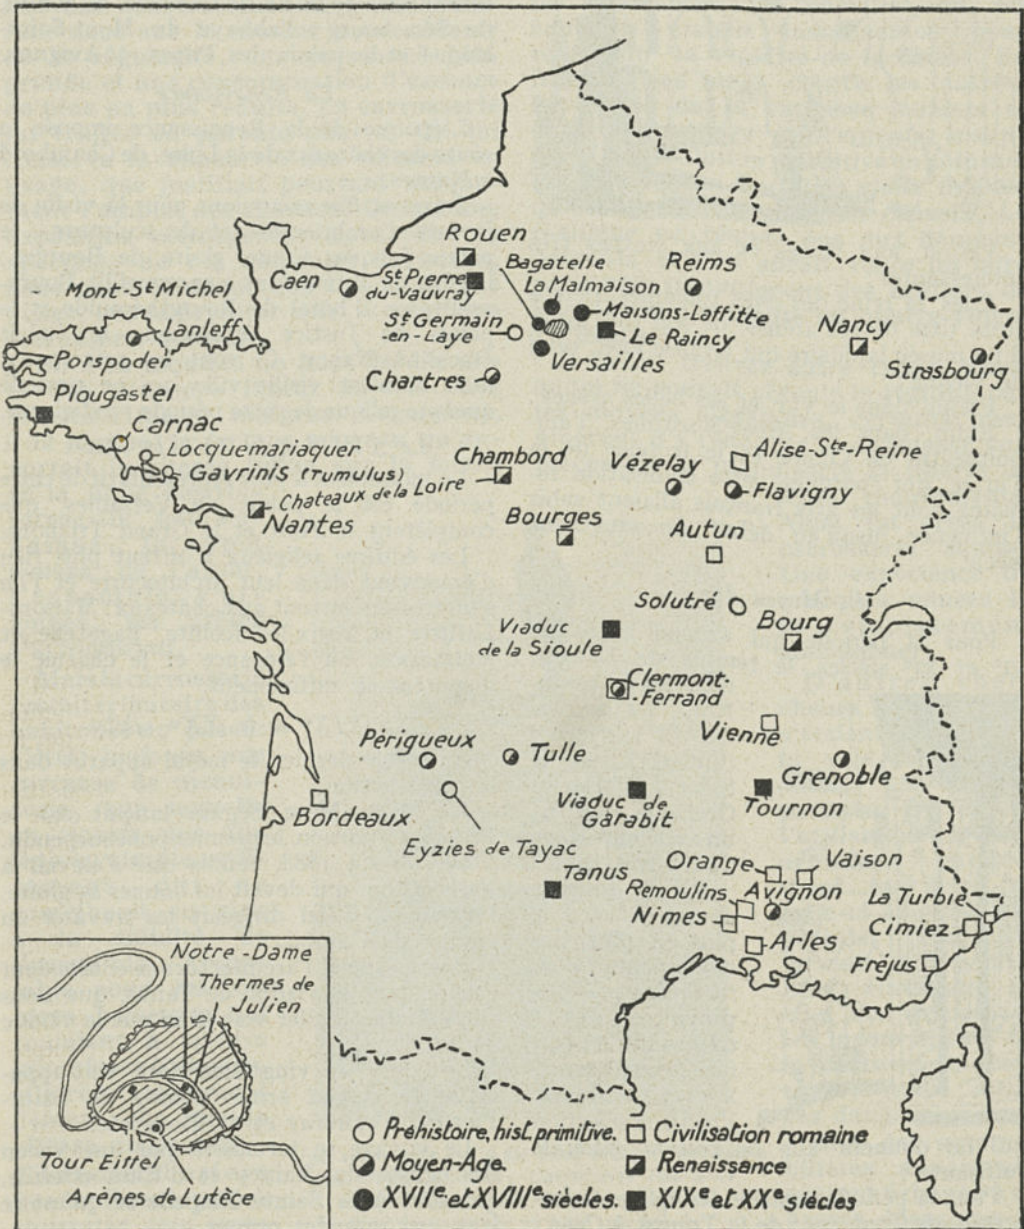 Rouen
Bagatelle
Reims
Caen
St Pierre
du-Vauvray
La Malmaison
Mont-St Michel
Maisons-Laffitte
Lanleff
St Germain
-en-Laye
Le Raincy
Nancy
Porspoder
Versailles
Strasbourg
Chartres
Plougastel
Carnac
Locquemariaquer
Gavrinis (Tumulus)
Chambord
Vézelay
Alise-Ste-Reine
Chateaux de la Loire
Flavigny
Nantes
Bourges
Autun
Solutré
Bourg
Viaduc
de la Sioule
Clermont-
-Ferrand
Vienne
Périgueux
Tulle
Grenoble
Bordeaux
Viaduc de
Garabit
Tournon
Eyzies de Tayac
Orange
Vaison
Tanus
Remoulins
Avignon
La Turbie
Nimes
Cimiez
Arles
Fréjus
Notre-Dame
Thermes de
Julien
Tour Eiffel
Arènes de Lutèce
Préhistoire, hist. primitive.
Civilisation romaine
Moyen-Age.
Renaissance
XVIIe et XVIIIe siècles.
XIXe et XXe siècles